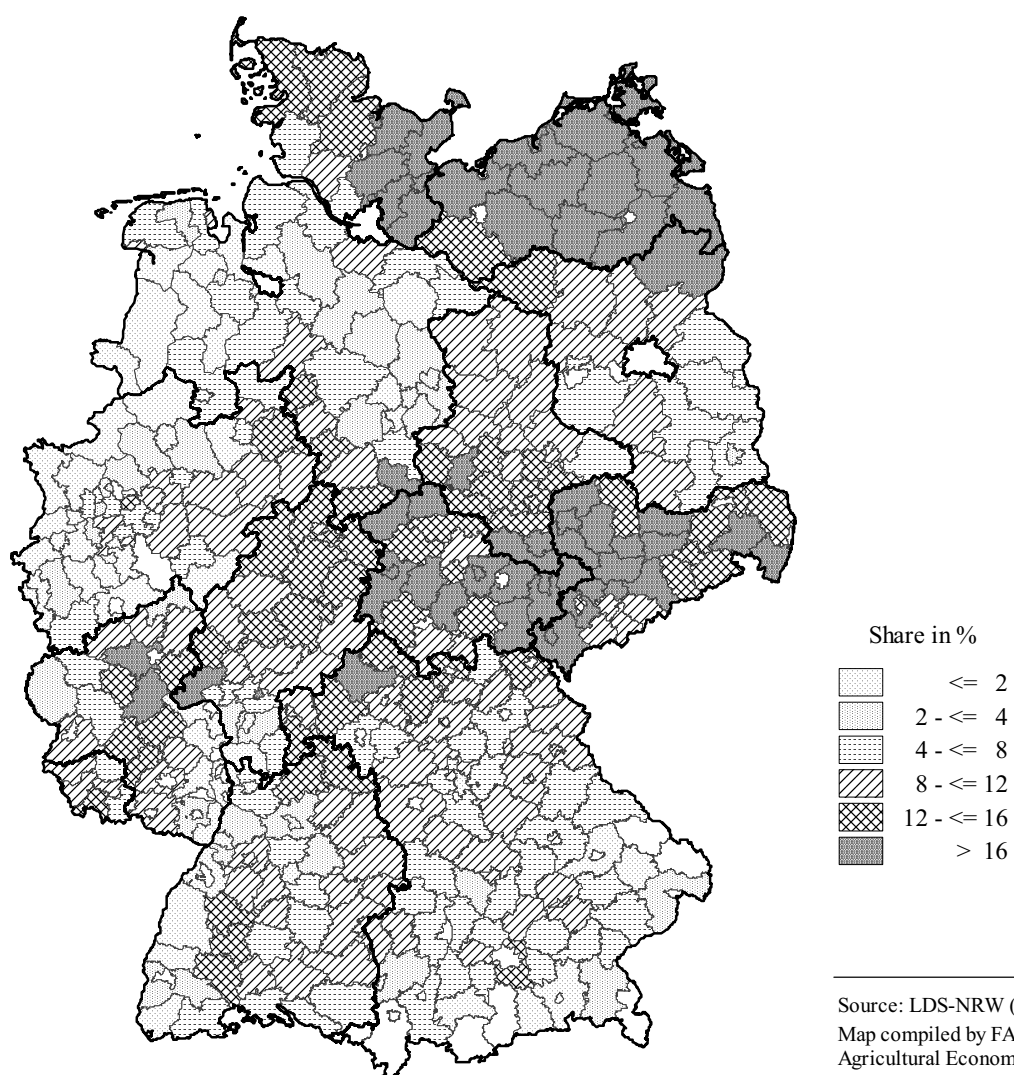 Share in %
<= 2
2 - <= 4
4 - <= 8
8 - <= 12
12 - <= 16
> 16
Source: LDS-NRW (
Map compiled by FA
Agricultural Econom